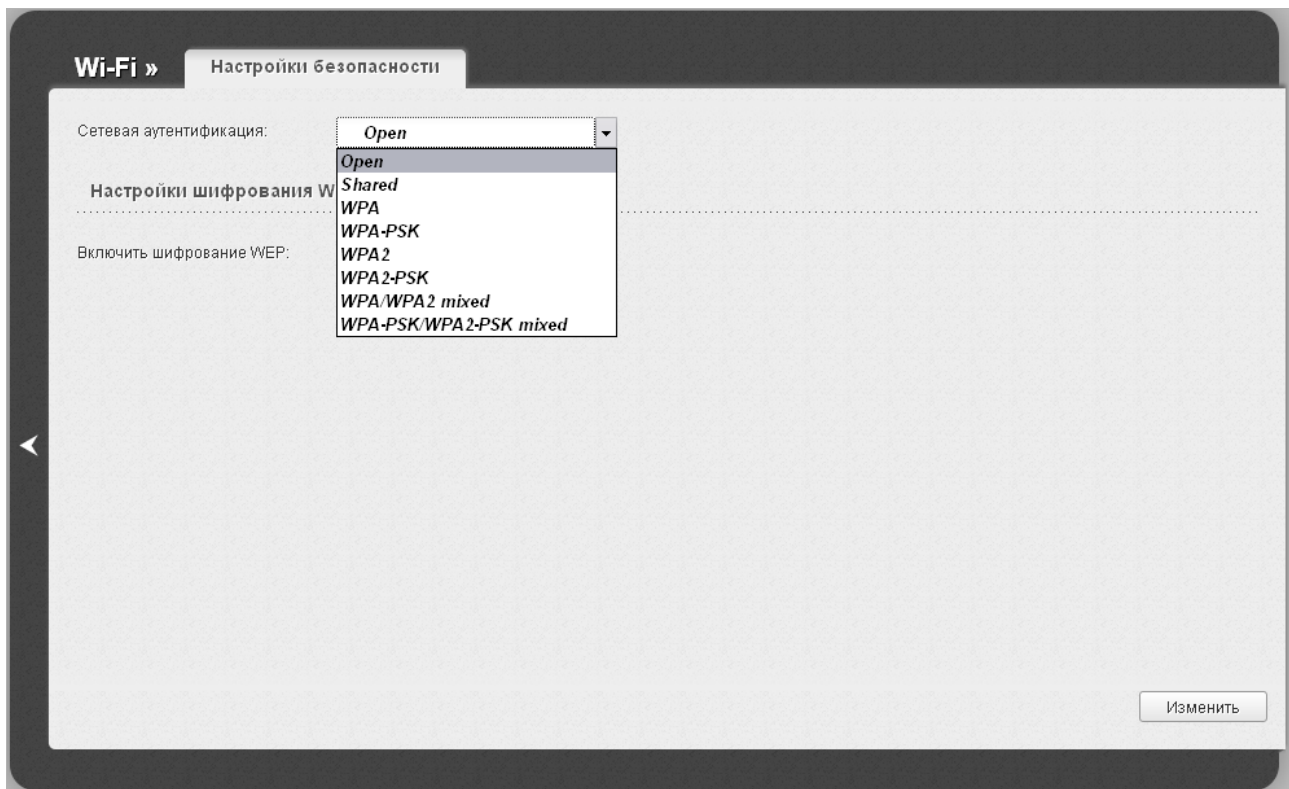 Wi-Fi » Настройки безопасности
Сетевая аутентификация: Open
Open
Shared
Настройки шифрования W
WPA
WPA-PSK
Включить шифрование WEP:
WPA2
WPA2-PSK
WPA/WPA2 mixed
WPA-PSK/WPA2-PSK mixed
Изменить